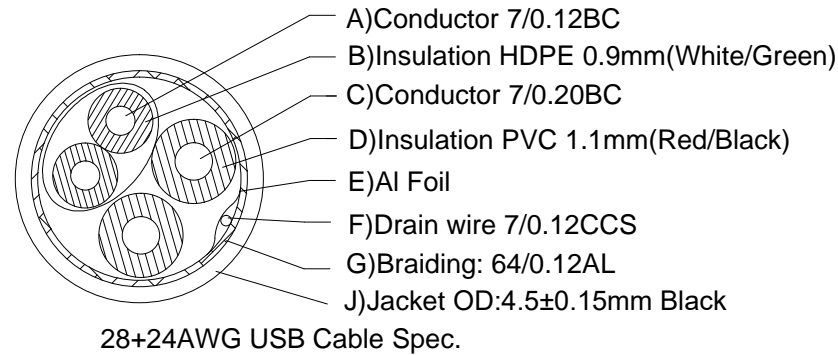 A)Conductor 7/0.12BC
B)Insulation HDPE 0.9mm(White/Green)
C)Conductor 7/0.20BC
D)Insulation PVC 1.1mm(Red/Black)
E)Al Foil
F)Drain wire 7/0.12CCS
G)Braiding: 64/0.12AL
J)Jacket OD:4.5±0.15mm Black
28+24AWG USB Cable Spec.